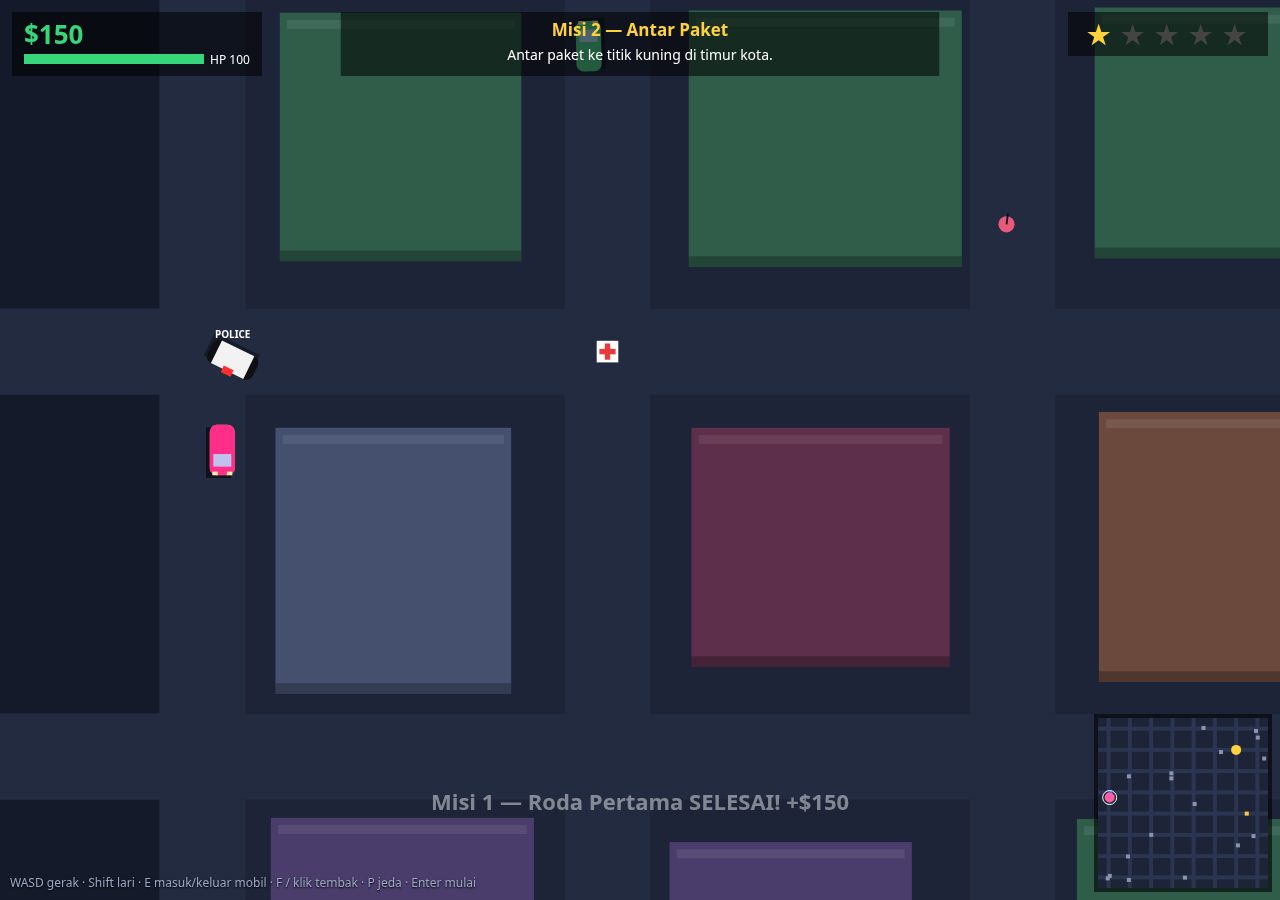 $150
HP 100
Misi 2 — Antar Paket
Antar paket ke titik kuning di timur kota.
POLICE
Misi 1 — Roda Pertama SELESAI! +$150
WASD gerak · Shift lari · E masuk/keluar mobil · F / klik tembak · P jeda · Enter mulai